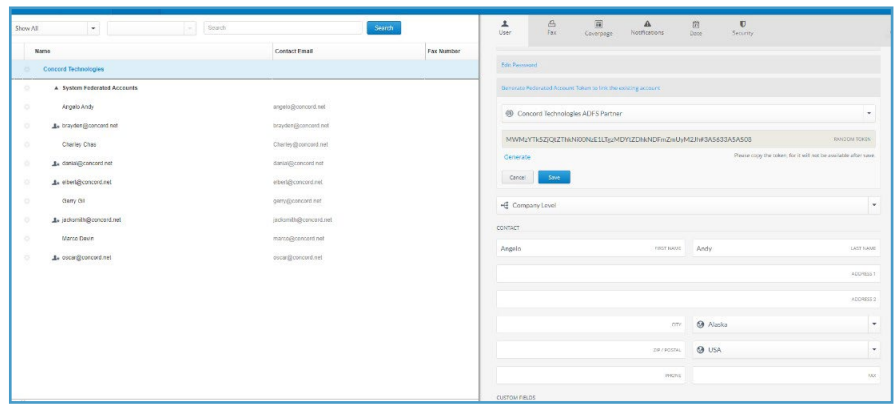 Show All
Search
Search
Name Contact Email Fax Number
Concord Technologies
System Federated Accounts
Angelo Andy angelo@concord.net
brayden@concord.net brayden@concord.net
Charley Chas Charley@concord.net
daniel@concord.net daniel@concord.net
elbert@concord.net elbert@concord.net
Gerry Gil gerry@concord.net
jacksmith@concord.net jacksmith@concord.net
Marco Davin marco@concord.net
oscar@concord.net oscar@concord.net
User Fax Coverpage Notifications Dates Security
Edit Password
Generate Federated Account Token to link the existing account
Concord Technologies ADFS Partner
RANDOM TOKEN
Generate Please copy the token, for it will not be available after save
Cancel Save
Company Level
CONTACT
Angelo FIRST NAME Andy LAST NAME
ADDRESS 1
ADDRESS 2
CITY Alaska
ZIP / POSTAL USA
PHONE FAX
CUSTOM FIELDS